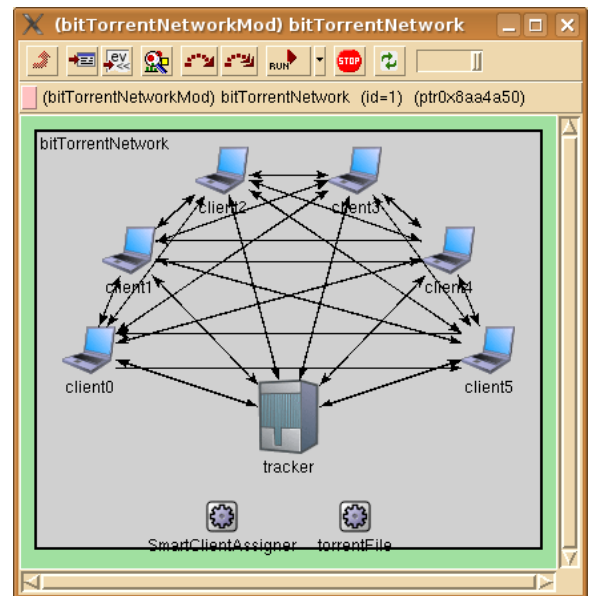 (bitTorrentNetworkMod) bitTorrentNetwork
ev
<<
RUN
STOP
(bitTorrentNetworkMod) bitTorrentNetwork (id=1) (ptr0x8aa4a50)
bitTorrentNetwork
client2
client3
client1
client4
client0
client5
tracker
SmartClientAssigner
torrentFile